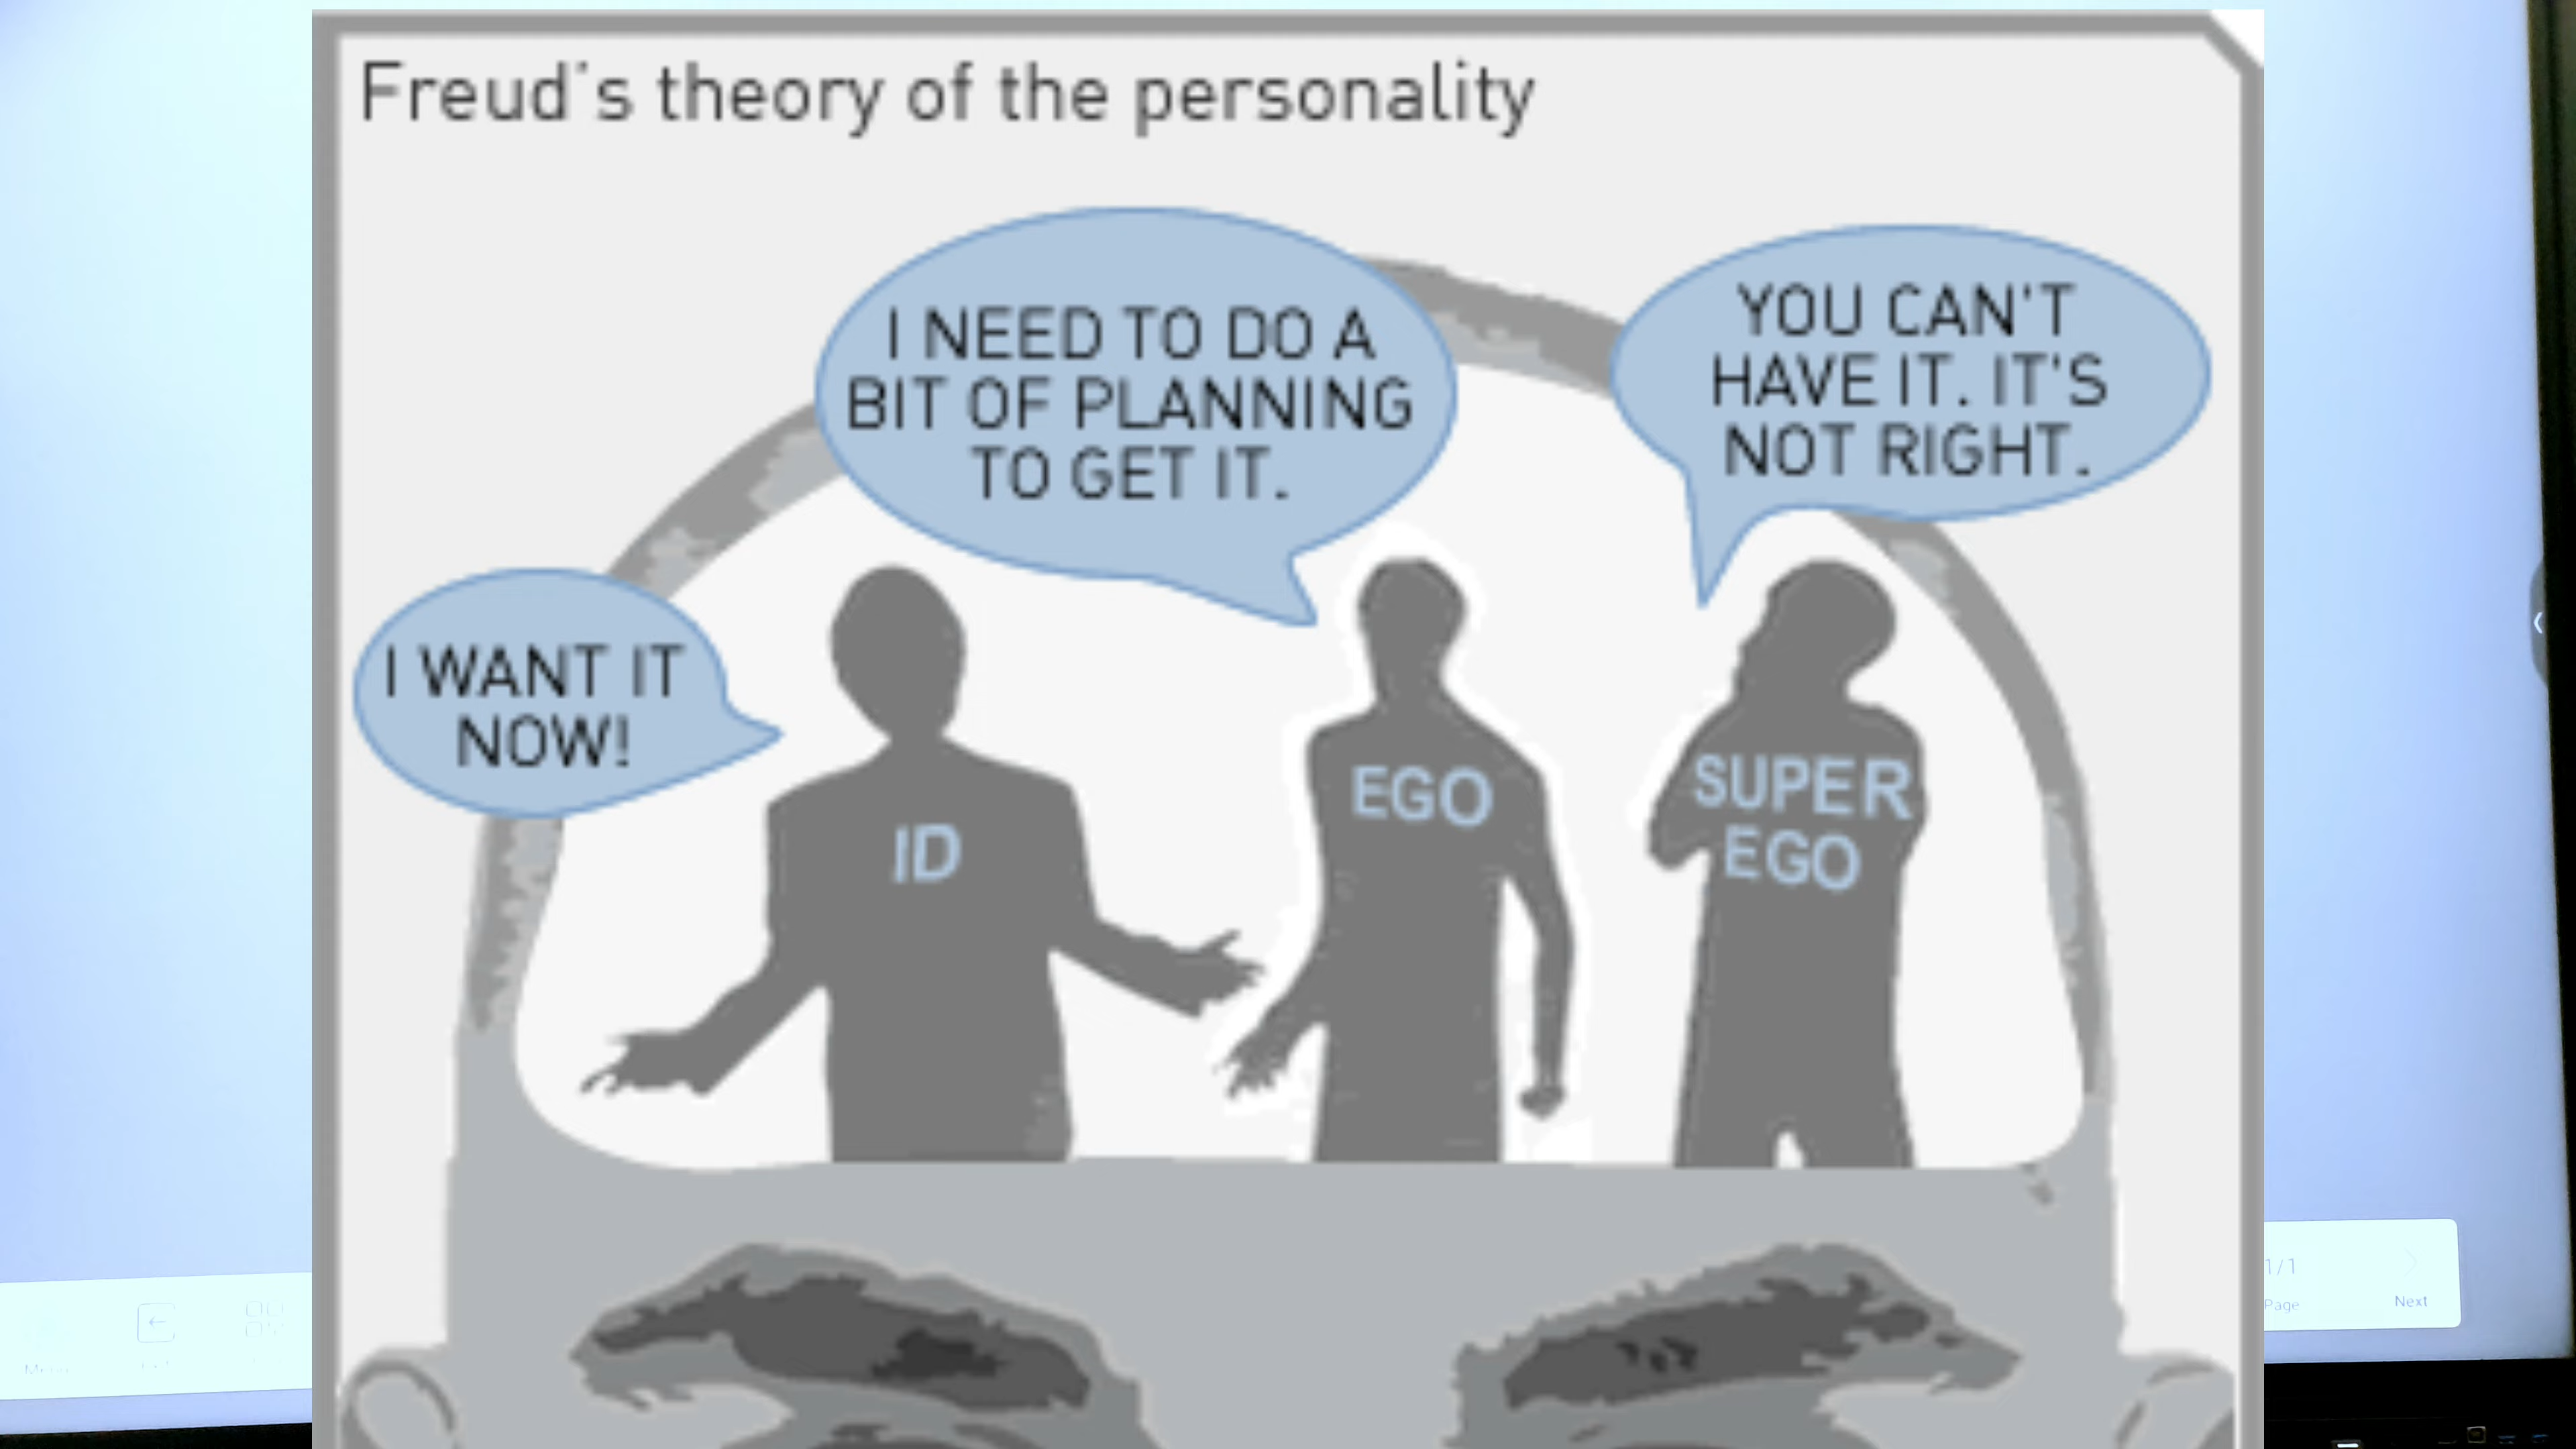 Freud's theory of the personality
I NEED TO DO A
BIT OF PLANNING
TO GET IT.
YOU CAN'T
HAVE IT. IT'S
NOT RIGHT.
I WANT IT
NOW!
ID
EGO
SUPER
EGO
1/1
Page
Next